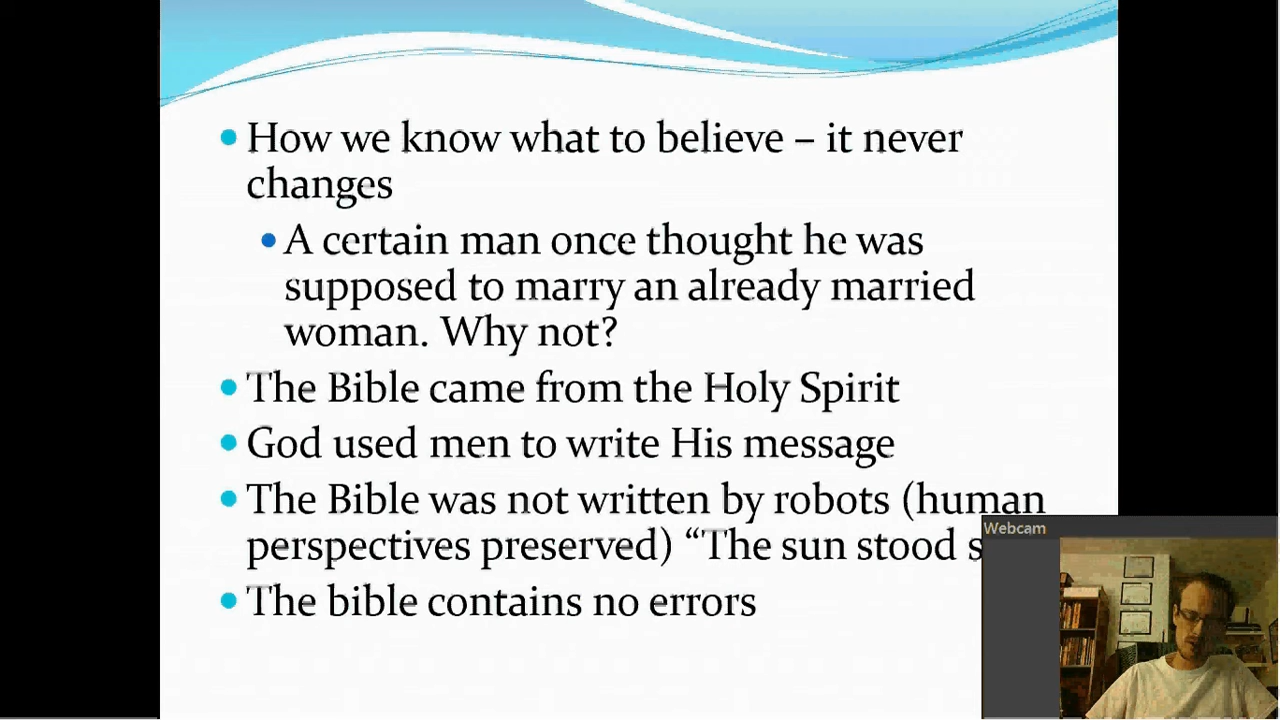 How we know what to believe – it never
changes
A certain man once thought he was
supposed to marry an already married
woman. Why not?
The Bible came from the Holy Spirit
God used men to write His message
The Bible was not written by robots (human
perspectives preserved) “The sun stood s
Webcam
The bible contains no errors